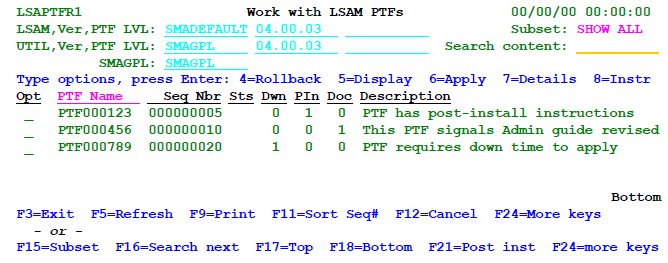 LSAPTFR1 Work with LSAM PTFs 00/00/00 00:00:00
LSAM,Ver,PTF LVL: SMADEFAULT 04.00.03 Subset: SHOW ALL
UTIL,Ver,PTF LVL: SMAGPL 04.00.03 Search content:
SMAGPL: SMAGPL
Type options, press Enter: 4=Rollback 5=Display 6=Apply 7=Details 8=Instr
Opt PTF Name Seq Nbr Sts Dwn PIn Doc Description
_ PTF000123 000000005 0 1 0 PTF has post-install instructions
_ PTF000456 000000010 0 0 1 This PTF signals Admin guide revised
_ PTF000789 000000020 1 0 0 PTF requires down time to apply
Bottom
F3=Exit F5=Refresh F9=Print F11=Sort Seq# F12=Cancel F24=More keys
- or -
F15=Subset F16=Search next F17=Top F18=Bottom F21=Post inst F24=more keys